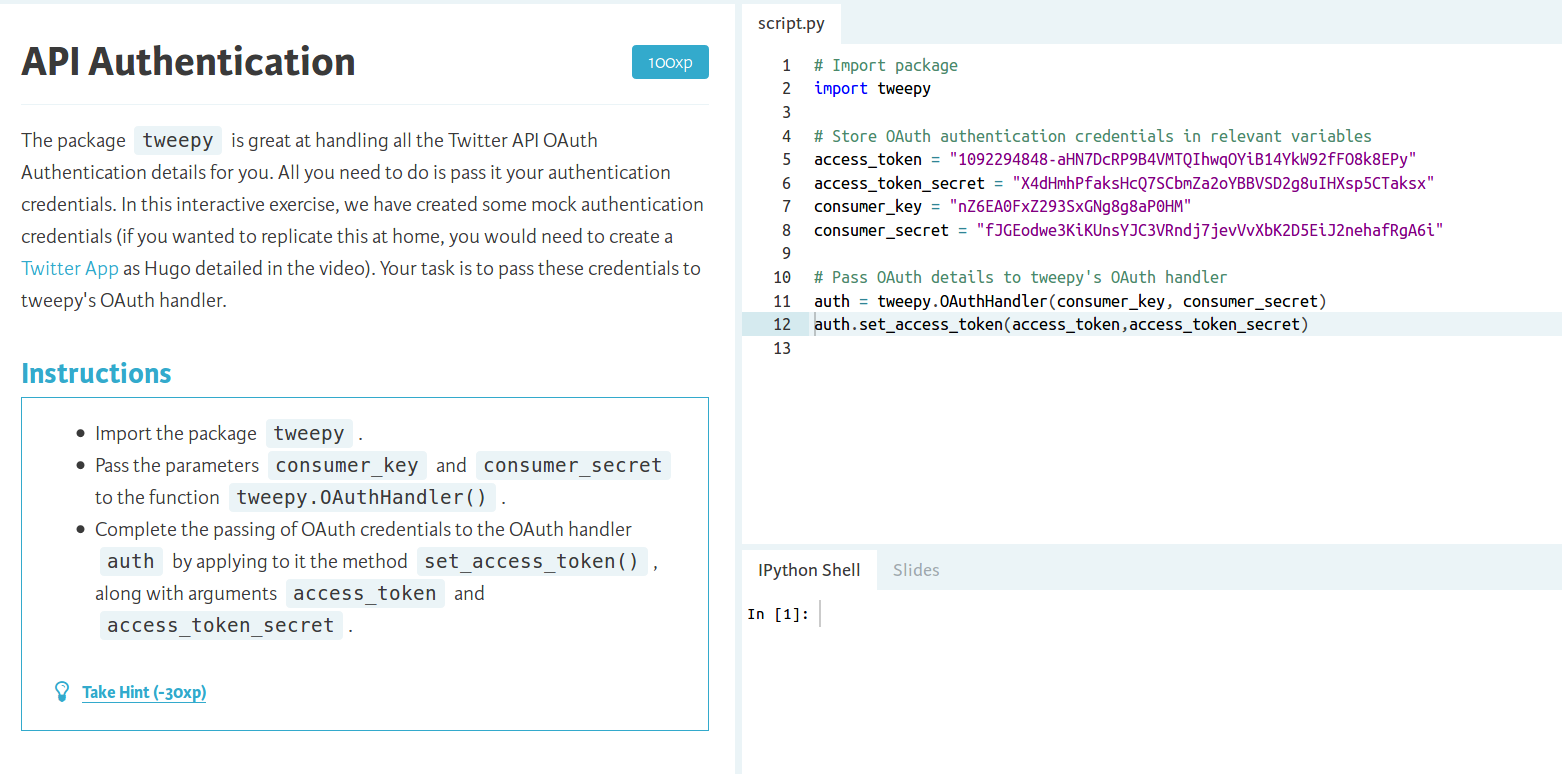 API Authentication
100xp
The package tweepy is great at handling all the Twitter API OAuth
Authentication details for you. All you need to do is pass it your authentication
credentials. In this interactive exercise, we have created some mock authentication
credentials (if you wanted to replicate this at home, you would need to create a
Twitter App as Hugo detailed in the video). Your task is to pass these credentials to
tweepy's OAuth handler.
Instructions
Import the package tweepy .
Pass the parameters consumer_key and consumer_secret
to the function tweepy.OAuthHandler() .
Complete the passing of OAuth credentials to the OAuth handler
auth by applying to it the method set_access_token() ,
along with arguments access_token and
access_token_secret .
Take Hint (-30xp)
script.py
1 # Import package
2 import tweepy
3
4 # Store OAuth authentication credentials in relevant variables
5 access_token = "1092294848-aHN7DcRP9B4VMTQIhwqOYiB14YkW92fFO8k8EPy"
6 access_token_secret = "X4dHmhPfaksHcQ7SCbmZa2oYBBVSD2g8uIHXsp5CTaksx"
7 consumer_key = "nZ6EA0FxZ293SxGNg8g8aP0HM"
8 consumer_secret = "fJGEodwe3KiKUnsYJC3VRndj7jevVvXbK2D5EiJ2nehafRgA6i"
9
10 # Pass OAuth details to tweepy's OAuth handler
11 auth = tweepy.OAuthHandler(consumer_key, consumer_secret)
12 auth.set_access_token(access_token,access_token_secret)
13
IPython Shell
Slides
In [1]: